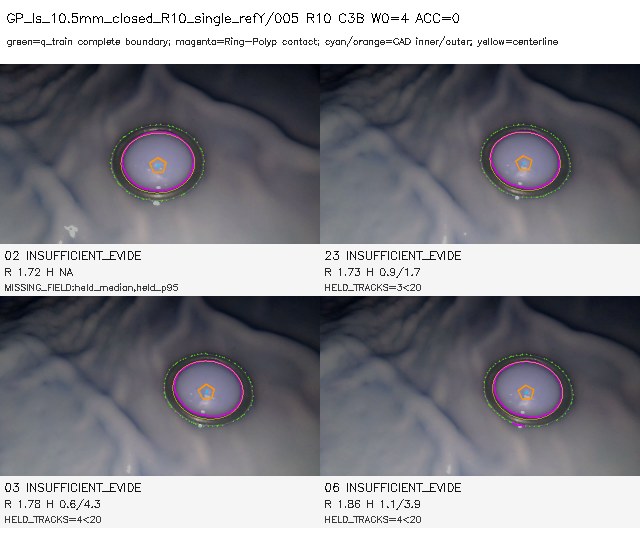 GP_ls_10.5mm_closed_R10_single_refY/005 R10 C3B W0=4 ACC=0
green=q_train complete boundary; magenta=Ring-Polyp contact; cyan/orange=CAD inner/outer; yellow=centerline
02 INSUFFICIENT_EVIDE
R 1.72 H NA
MISSING_FIELD:held_median,held_p95
23 INSUFFICIENT_EVIDE
R 1.73 H 0.9/1.7
HELD_TRACKS=3<20
03 INSUFFICIENT_EVIDE
R 1.78 H 0.6/4.3
HELD_TRACKS=4<20
06 INSUFFICIENT_EVIDE
R 1.86 H 1.1/3.9
HELD_TRACKS=4<20